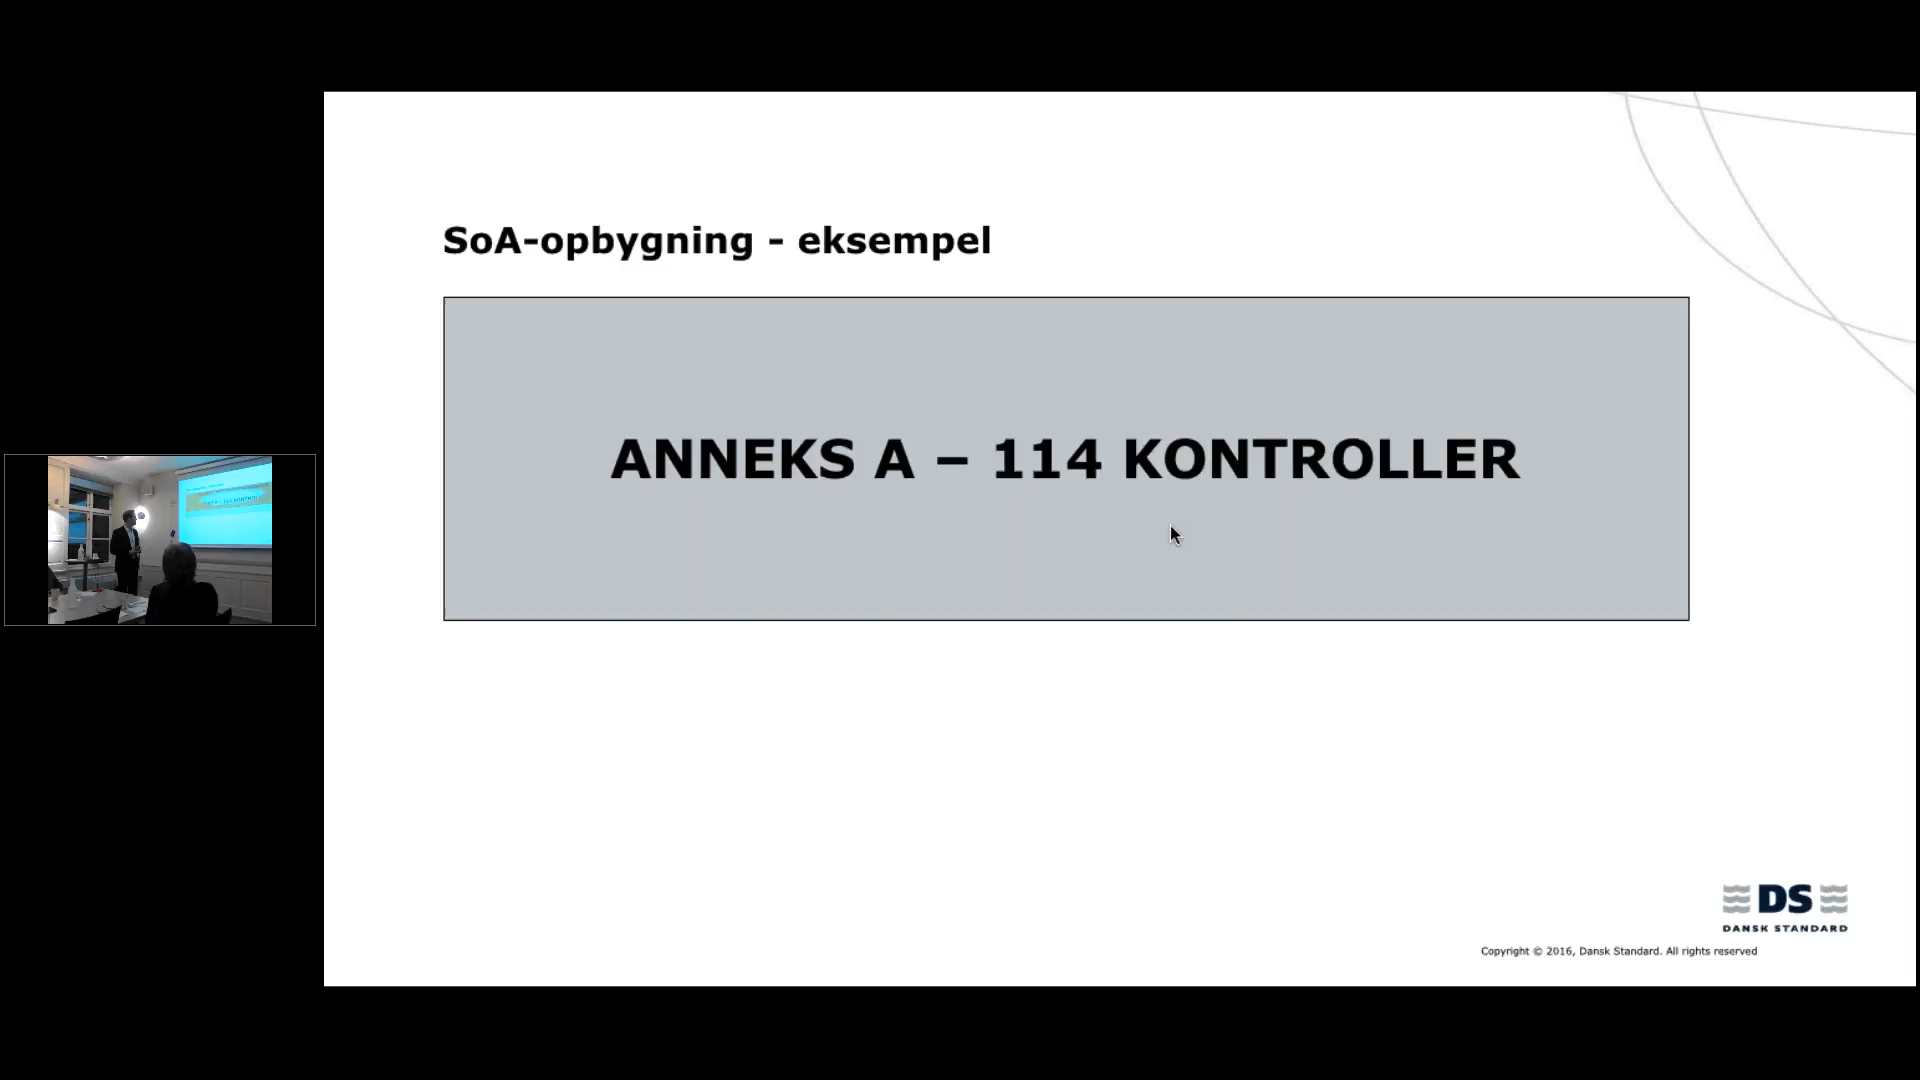 SoA-opbygning - eksempel
ANNEKS A – 114 KONTROLLER
DS
DANSK STANDARD
Copyright © 2016, Dansk Standard. All rights reserved